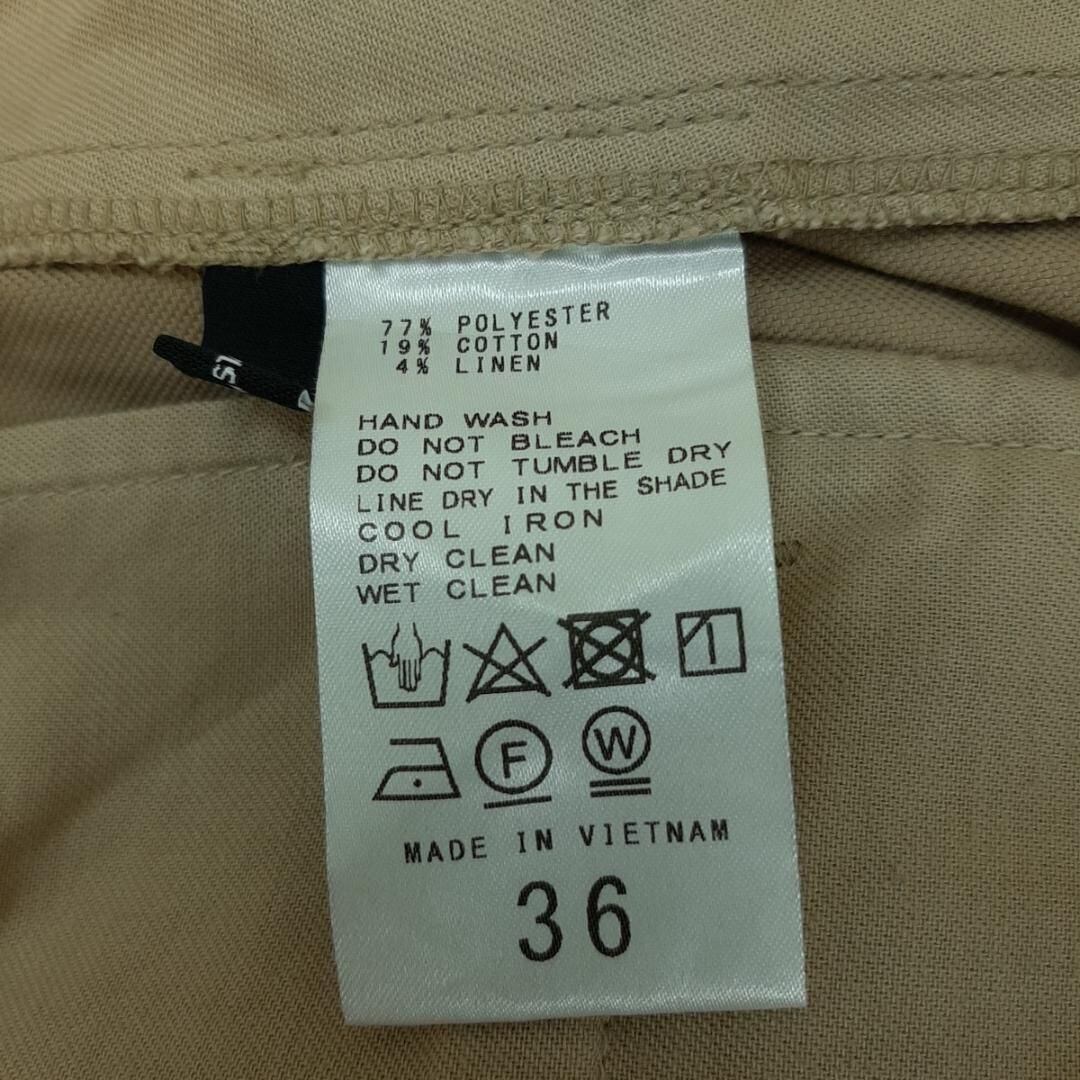 77% POLYESTER
19% COTTON
4% LINEN
HAND WASH
DO NOT BLEACH
DO NOT TUMBLE DRY
LINE DRY IN THE SHADE
COOL IRON
DRY CLEAN
WET CLEAN
F W
MADE IN VIETNAM
36